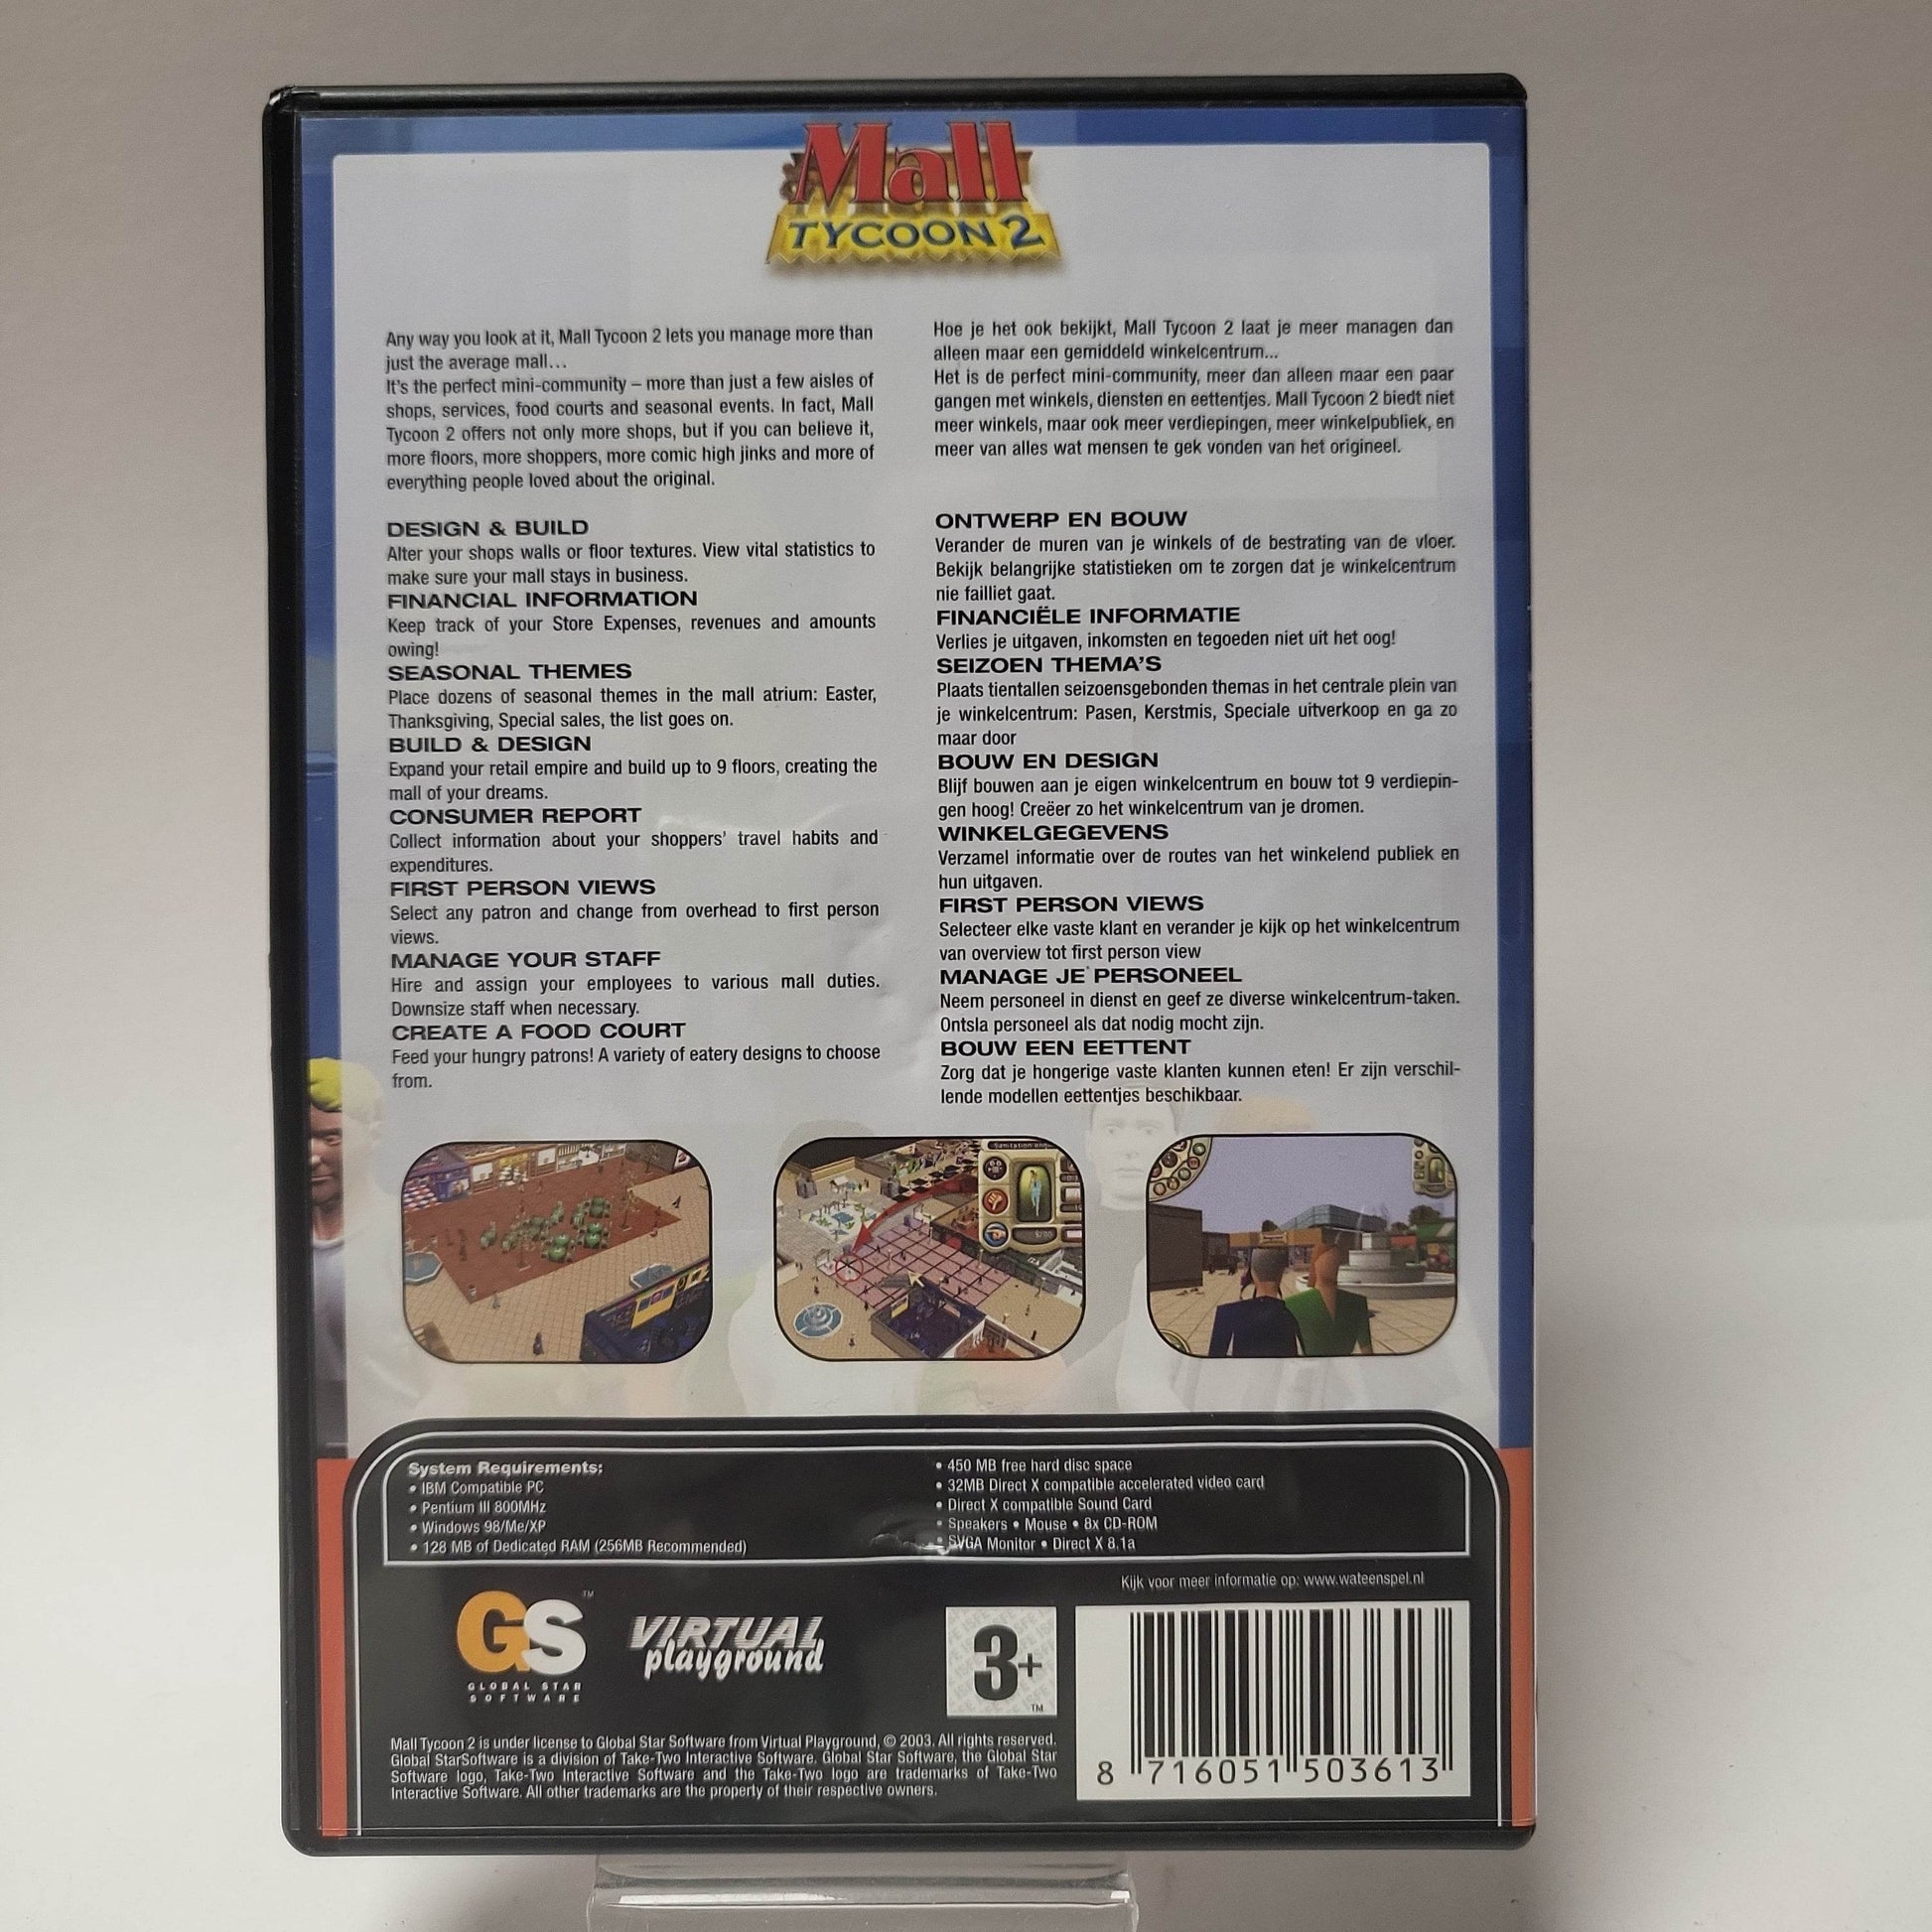 Mall
TYCOON 2
Any way you look at it, Mall Tycoon 2 lets you manage more than
just the average mall…
It's the perfect mini-community – more than just a few aisles of
shops, services, food courts and seasonal events. In fact, Mall
Tycoon 2 offers not only more shops, but if you can believe it,
more floors, more shoppers, more comic high jinks and more of
everything people loved about the original.
DESIGN & BUILD
Alter your shops walls or floor textures. View vital statistics to
make sure your mall stays in business.
FINANCIAL INFORMATION
Keep track of your Store Expenses, revenues and amounts
owing!
SEASONAL THEMES
Place dozens of seasonal themes in the mall atrium: Easter,
Thanksgiving, Special sales, the list goes on.
BUILD & DESIGN
Expand your retail empire and build up to 9 floors, creating the
mall of your dreams.
CONSUMER REPORT
Collect information about your shoppers' travel habits and
expenditures.
FIRST PERSON VIEWS
Select any patron and change from overhead to first person
views.
MANAGE YOUR STAFF
Hire and assign your employees to various mall duties.
Downsize staff when necessary.
CREATE A FOOD COURT
Feed your hungry patrons! A variety of eatery designs to choose
from.
Hoe je het ook bekijkt, Mall Tycoon 2 laat je meer managen dan
alleen maar een gemiddeld winkelcentrum...
Het is de perfect mini-community, meer dan alleen maar een paar
gangen met winkels, diensten en eettentjes. Mall Tycoon 2 biedt niet
meer winkels, maar ook meer verdiepingen, meer winkelpubliek, en
meer van alles wat mensen te gek vonden van het origineel.
ONTWERP EN BOUW
Verander de muren van je winkels of de bestrating van de vloer.
Bekijk belangrijke statistieken om te zorgen dat je winkelcentrum
nie failliet gaat.
FINANCIËLE INFORMATIE
Verlies je uitgaven, inkomsten en tegoeden niet uit het oog!
SEIZOEN THEMA'S
Plaats tientallen seizoensgebonden themas in het centrale plein van
je winkelcentrum: Pasen, Kerstmis, Speciale uitverkoop en ga zo
maar door
BOUW EN DESIGN
Blijf bouwen aan je eigen winkelcentrum en bouw tot 9 verdiepin-
gen hoog! Creëer zo het winkelcentrum van je dromen.
WINKELGEGEVENS
Verzamel informatie over de routes van het winkelend publiek en
hun uitgaven.
FIRST PERSON VIEWS
Selecteer elke vaste klant en verander je kijk op het winkelcentrum
van overview tot first person view
MANAGE JE PERSONEEL
Neem personeel in dienst en geef ze diverse winkelcentrum-taken.
Ontsla personeel als dat nodig mocht zijn.
BOUW EEN EETTENT
Zorg dat je hongerige vaste klanten kunnen eten! Er zijn verschil-
lende modellen eettentjes beschikbaar.
System Requirements:
• IBM Compatible PC
• Pentium III 800MHz
• Windows 98/Me/XP
• 128 MB of Dedicated RAM (256MB Recommended)
• 450 MB free hard disc space
• 32MB Direct X compatible accelerated video card
• Direct X compatible Sound Card
• Speakers • Mouse • 8x CD-ROM
• SVGA Monitor • Direct X 8.1a
Kijk voor meer informatie op: www.wateenspel.nl
GS TM
GLOBAL STAR
SOFTWARE
VIRTUAL
playground
3+
TM
8 716051 503613
Mall Tycoon 2 is under license to Global Star Software from Virtual Playground, © 2003. All rights reserved.
Global StarSoftware is a division of Take-Two Interactive Software. Global Star Software, the Global Star
Software logo, Take-Two Interactive Software and the Take-Two logo are trademarks of Take-Two
Interactive Software. All other trademarks are the property of their respective owners.